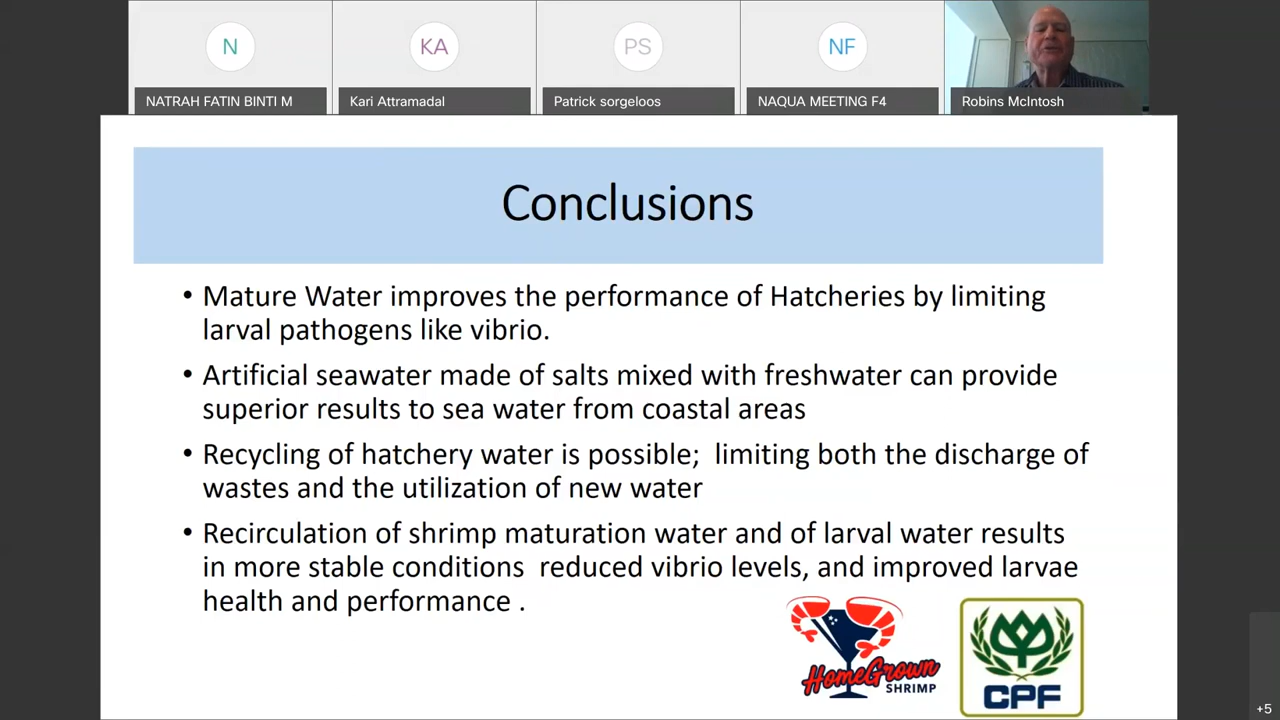 N
KA
PS
NF
NATRAH FATIN BINTI M
Kari Attramadal
Patrick sorgeloos
NAQUA MEETING F4
Robins McIntosh
Conclusions
• Mature Water improves the performance of Hatcheries by limiting
larval pathogens like vibrio.
• Artificial seawater made of salts mixed with freshwater can provide
superior results to sea water from coastal areas
• Recycling of hatchery water is possible;  limiting both the discharge of
wastes and the utilization of new water
• Recirculation of shrimp maturation water and of larval water results
in more stable conditions  reduced vibrio levels, and improved larvae
health and performance .
HomeGrown
SHRIMP
CPF
+5